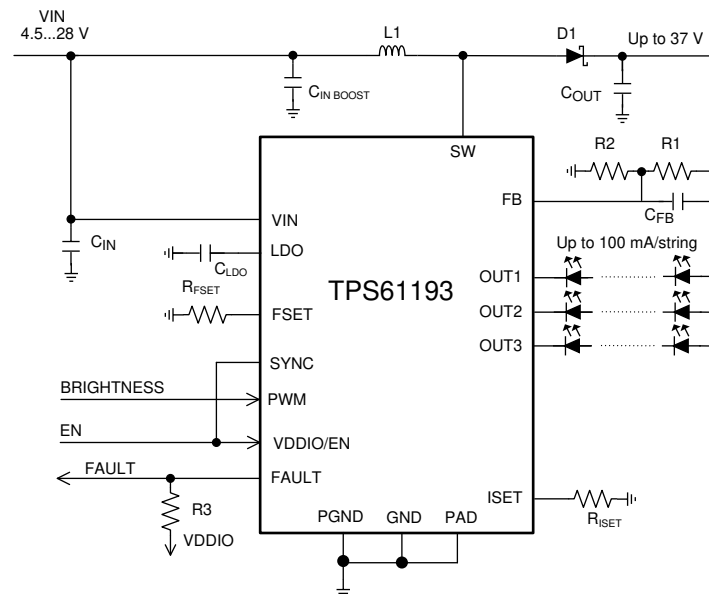 VIN
4.5...28 V
L1
D1
Up to 37 V
C_IN BOOST
C_OUT
SW
R2
R1
FB
C_FB
VIN
C_IN
LDO
C_LDO
R_FSET
TPS61193
Up to 100 mA/string
OUT1
OUT2
OUT3
FSET
SYNC
BRIGHTNESS
PWM
EN
VDDIO/EN
FAULT
FAULT
R3
VDDIO
ISET
R_ISET
PGND
GND
PAD